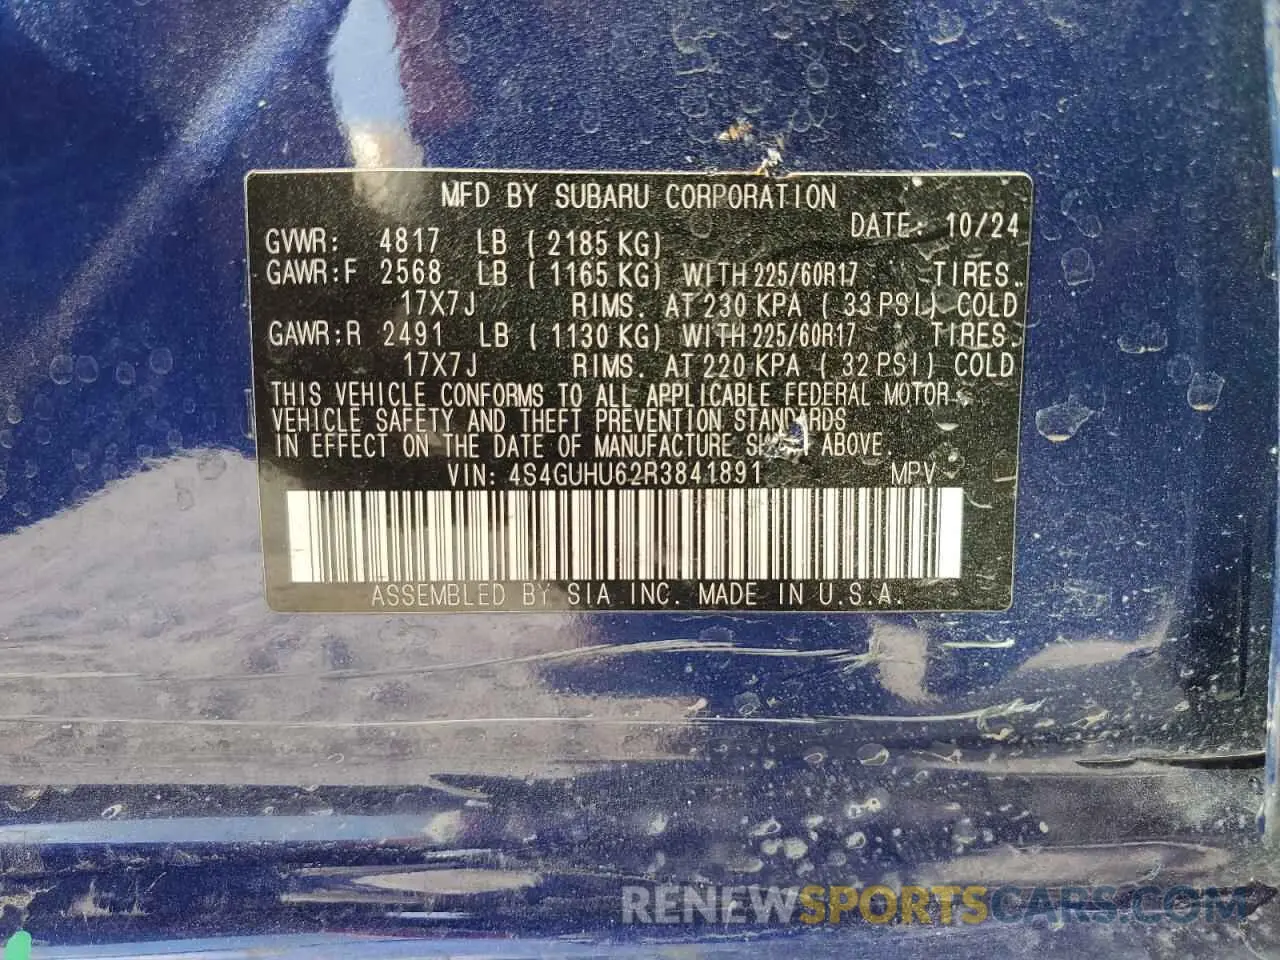 MFD BY SUBARU CORPORATION
DATE: 10/24
GVWR: 4817 LB ( 2185 KG)
GAWR:F 2568 LB ( 1165 KG) WITH 225/60R17 TIRES.
17X7J RIMS. AT 230 KPA ( 33 PSI) COLD
GAWR:R 2491 LB ( 1130 KG) WITH 225/60R17 TIRES.
17X7J RIMS. AT 220 KPA ( 32 PSI) COLD
THIS VEHICLE CONFORMS TO ALL APPLICABLE FEDERAL MOTOR
VEHICLE SAFETY AND THEFT PREVENTION STANDARDS
IN EFFECT ON THE DATE OF MANUFACTURE SHOWN ABOVE.
VIN: 4S4GUHU62R3841891 MPV
ASSEMBLED BY SIA INC. MADE IN U.S.A.
RENEWSPORTSCARS.COM